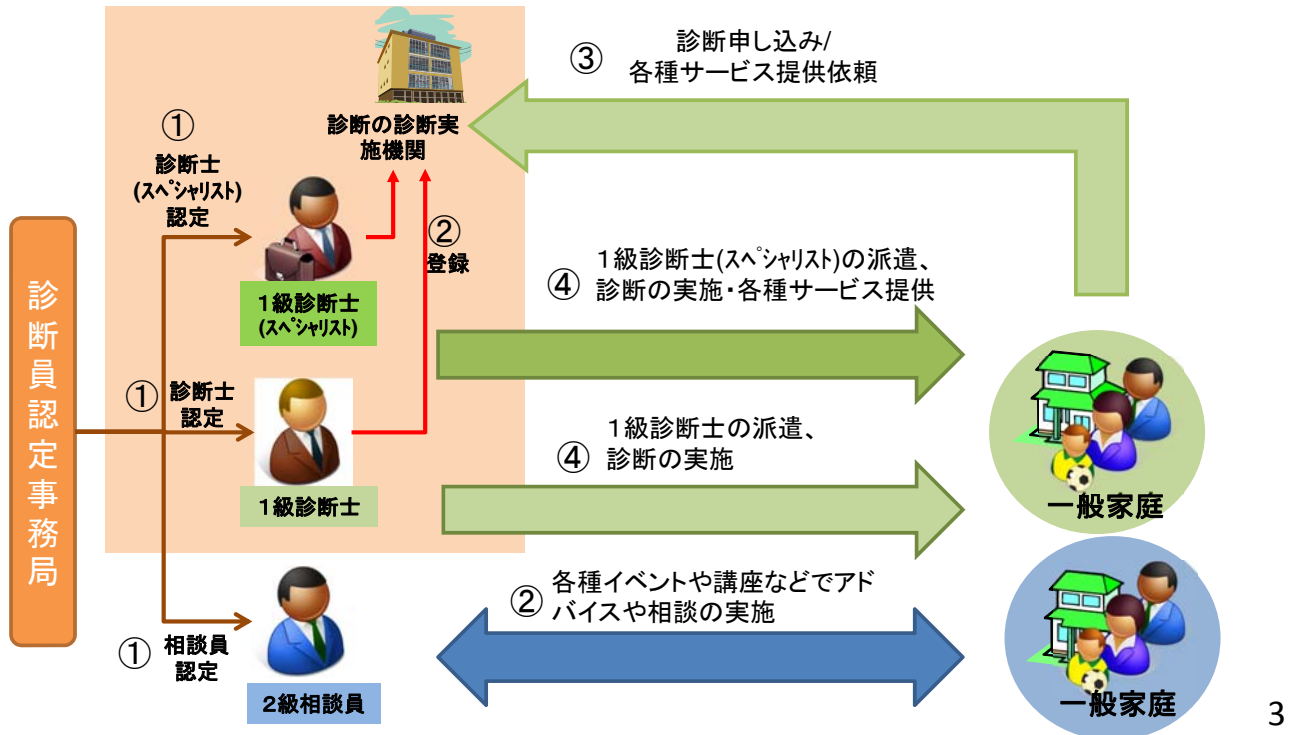 診断員認定事務局
①
診断士
(スペシャリスト)
認定
診断の診断実
施機関
②
登録
1級診断士
(スペシャリスト)
①
診断士
認定
1級診断士
①
相談員
認定
2級相談員
③
診断申し込み/
各種サービス提供依頼
④
1級診断士(スペシャリスト)の派遣、
診断の実施・各種サービス提供
④
1級診断士の派遣、
診断の実施
②
各種イベントや講座などでアド
バイスや相談の実施
一般家庭
一般家庭
3